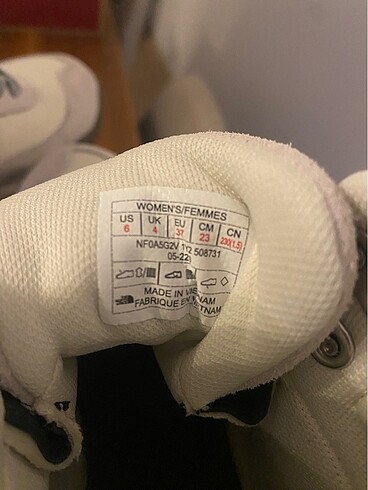 WOMEN'S/FEMMES
US UK EU CM CN
6 4 37 23 230(1.5)
NF0A5G2V 508731
05-22
MADE IN VIETNAM
FABRIQUE EN VIETNAM